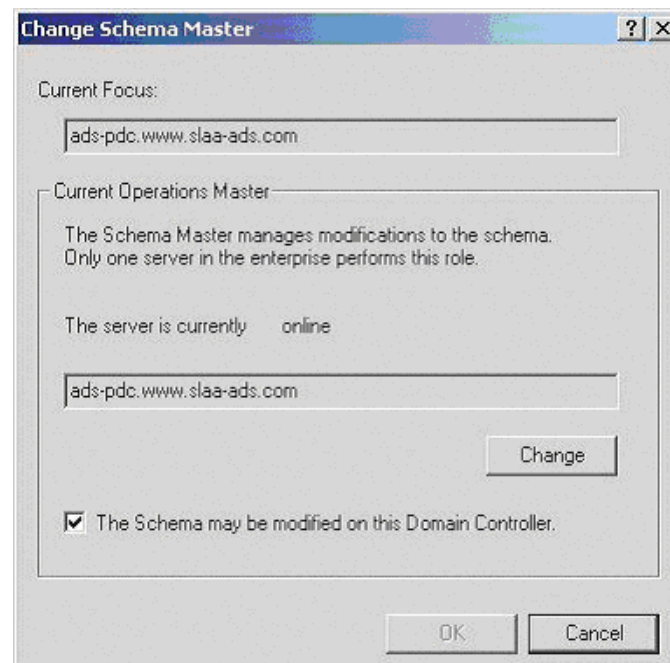 Change Schema Master
Current Focus:
ads-pdc.www.slaa-ads.com
Current Operations Master
The Schema Master manages modifications to the schema.
Only one server in the enterprise performs this role.
The server is currently online
ads-pdc.www.slaa-ads.com
Change
The Schema may be modified on this Domain Controller.
OK Cancel